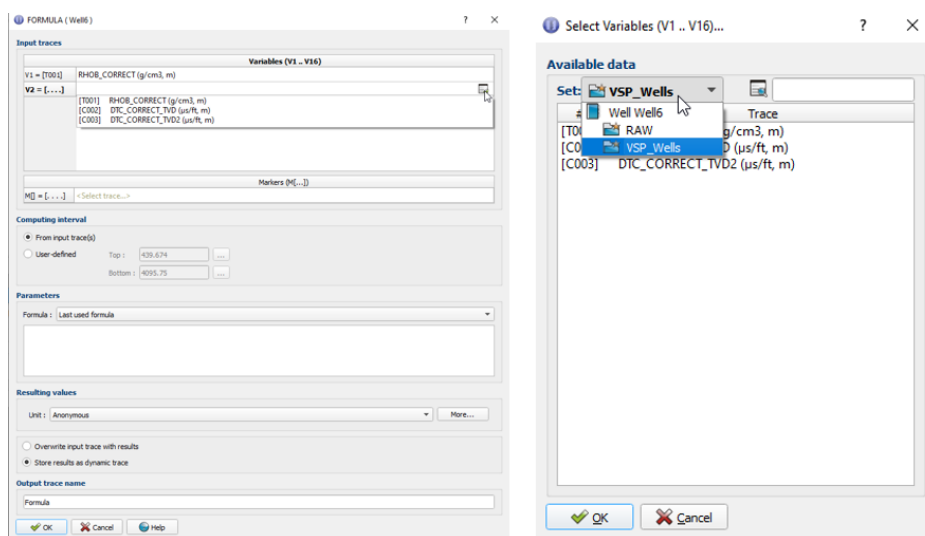 FORMULA ( Well6 )
?
Input traces
Variables (V1 .. V16)
V1 = [T001] RHOB_CORRECT (g/cm3, m)
V2 = [. . . .]
[T001] RHOB_CORRECT (g/cm3, m)
[C002] DTC_CORRECT_TVD (µs/ft, m)
[C003] DTC_CORRECT_TVD2 (µs/ft, m)
Markers (M[...])
M[] = [. . . .] <Select trace...>
Computing interval
From input trace(s)
User-defined Top : 439.674 ...
Bottom : 4095.75 ...
Parameters
Formula : Last used formula
Resulting values
Unit : Anonymous More...
Overwrite input trace with results
Store results as dynamic trace
Output trace name
Formula
OK Cancel Help
Select Variables (V1 .. V16)... ?
Available data
Set: VSP_Wells
# Trace
Well Well6
RAW
VSP_Wells
[T00 g/cm3, m)
[C0 D (µs/ft, m)
[C003] DTC_CORRECT_TVD2 (µs/ft, m)
OK Cancel